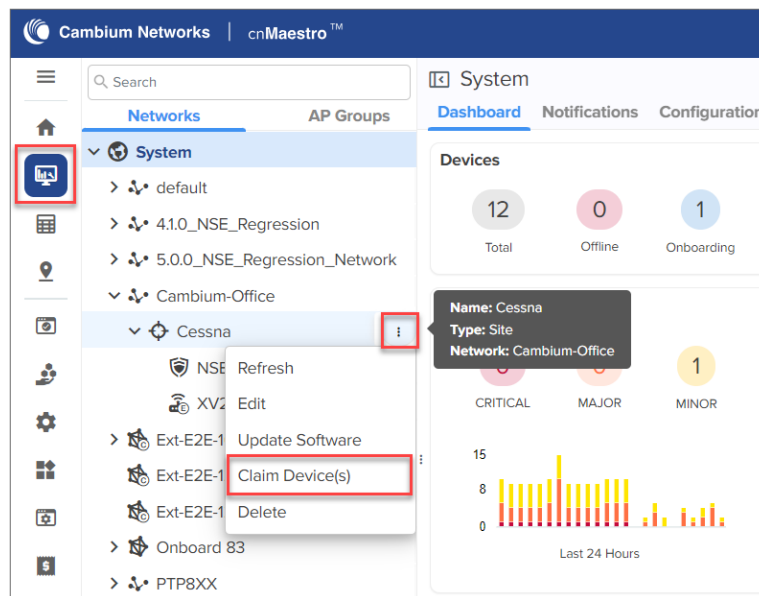 Cambium Networks | cnMaestro™
Search
Networks
AP Groups
System
default
4.1.0_NSE_Regression
5.0.0_NSE_Regression_Network
Cambium-Office
Cessna
NSE
XV2
Ext-E2E-1
Ext-E2E-1
Ext-E2E-1
Onboard 83
PTP8XX
Refresh
Edit
Update Software
Claim Device(s)
Delete
System
Dashboard
Notifications
Configuration
Devices
12
0
1
Total
Offline
Onboarding
Name: Cessna
Type: Site
Network: Cambium-Office
1
CRITICAL
MAJOR
MINOR
15
8
0
Last 24 Hours